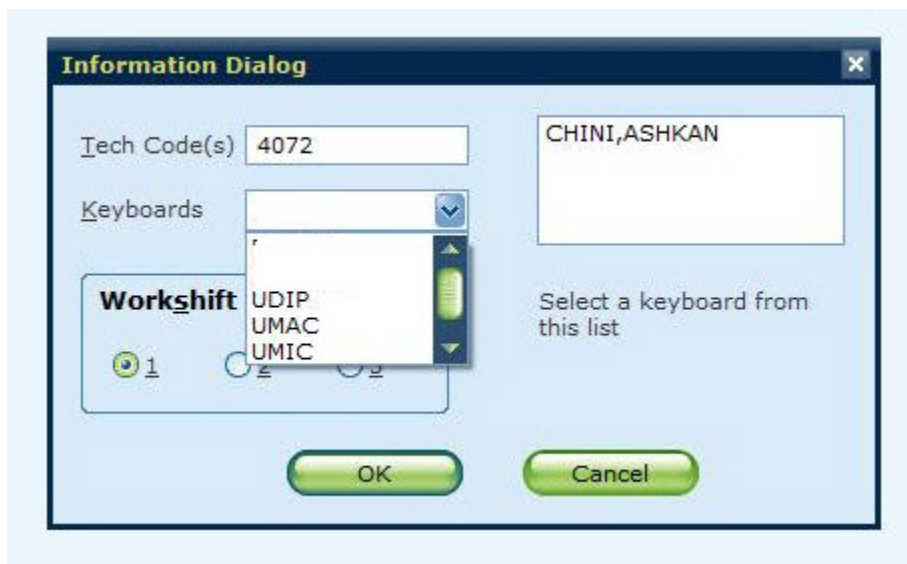 Information Dialog
Tech Code(s) 4072
CHINI,ASHKAN
Keyboards
UDIP
UMAC
UMIC
Workshift
1
Select a keyboard from
this list
OK
Cancel